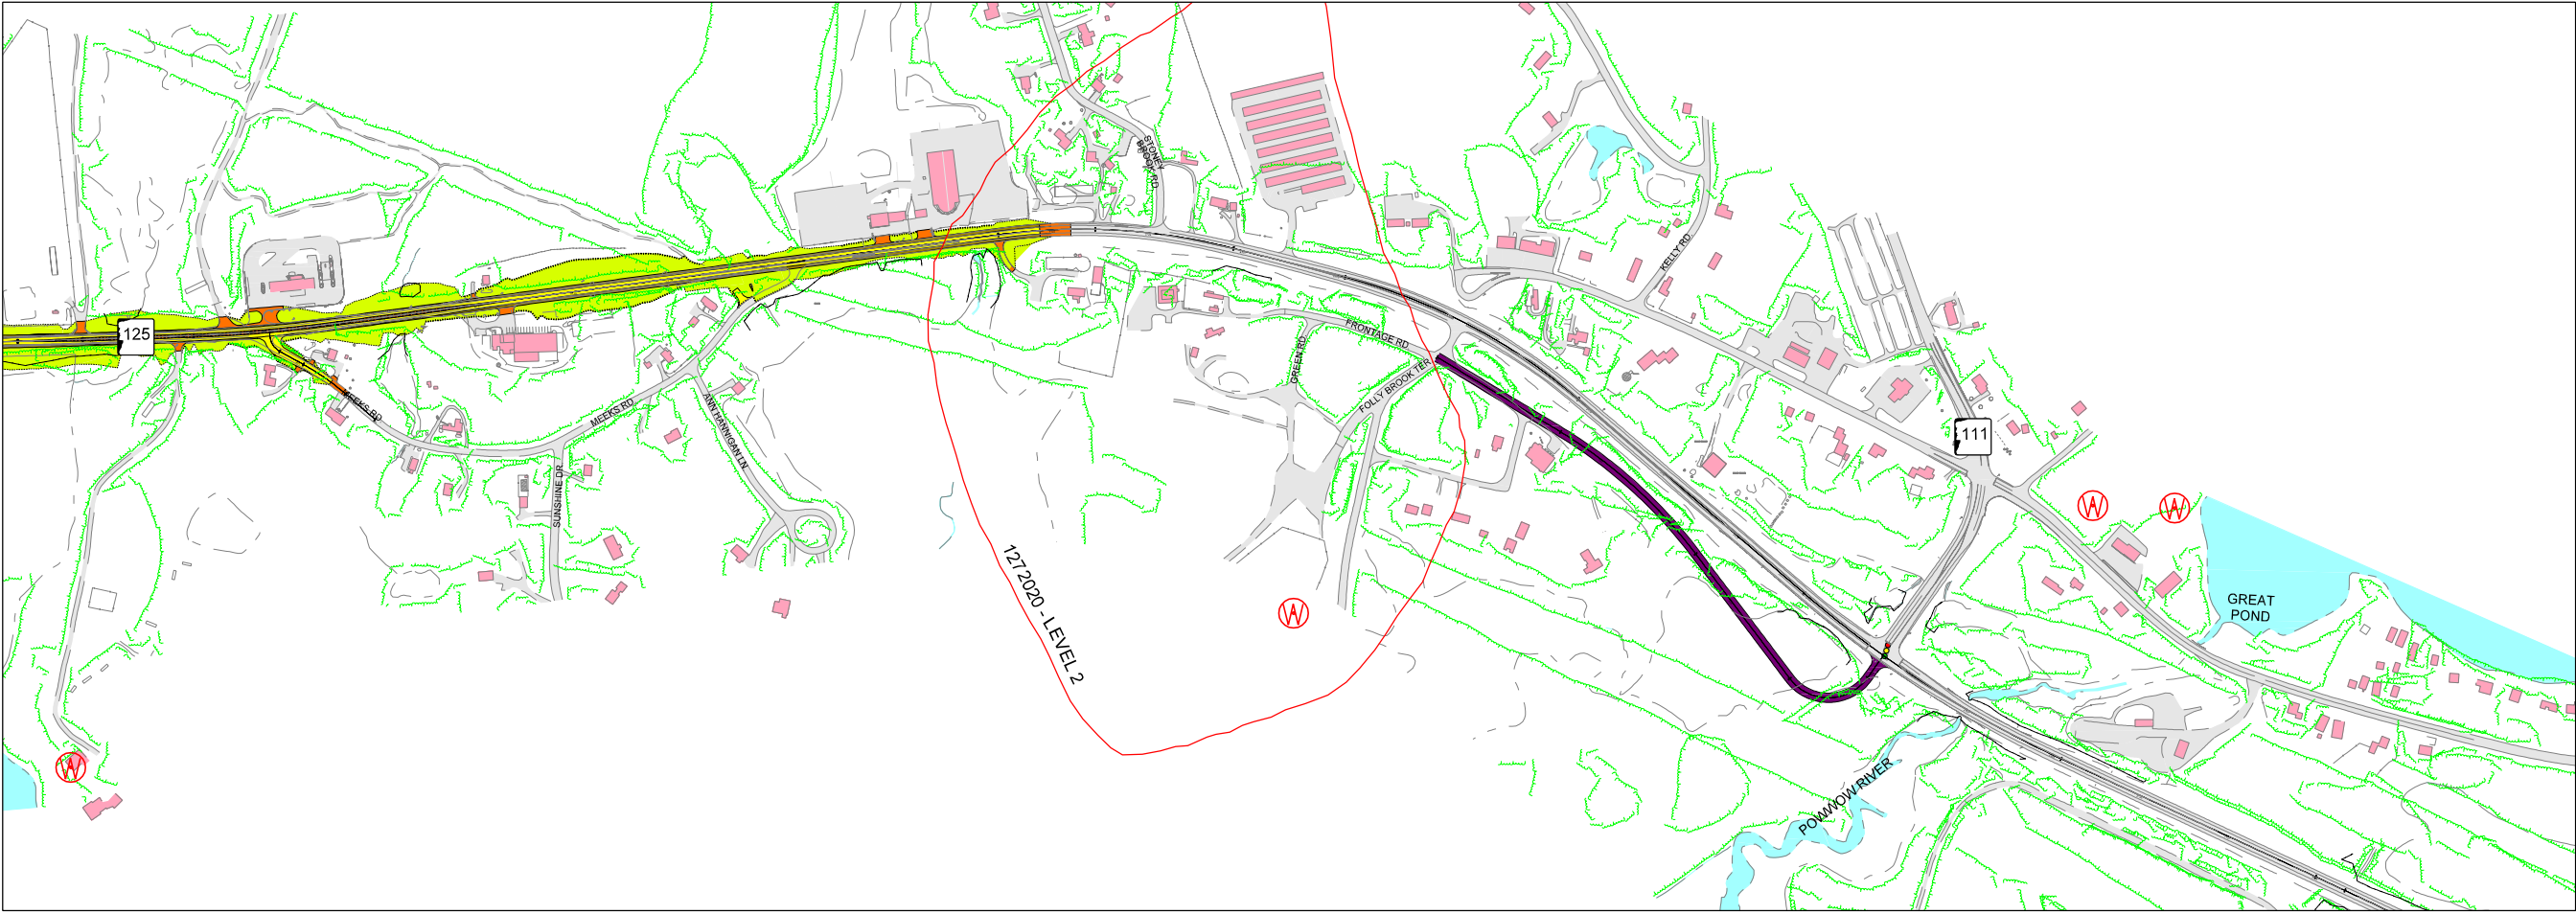 STONEY
BROOK RD
KELLY RD
125
FRONTAGE RD
GREEN RD
FOLLY BROOK TER
MEEKS RD
MEEKS RD
ANN HANNIGAN LN
SUNSHINE DR
111
W
W
1272020 - LEVEL 2
W
GREAT
POND
W
POWWOW RIVER